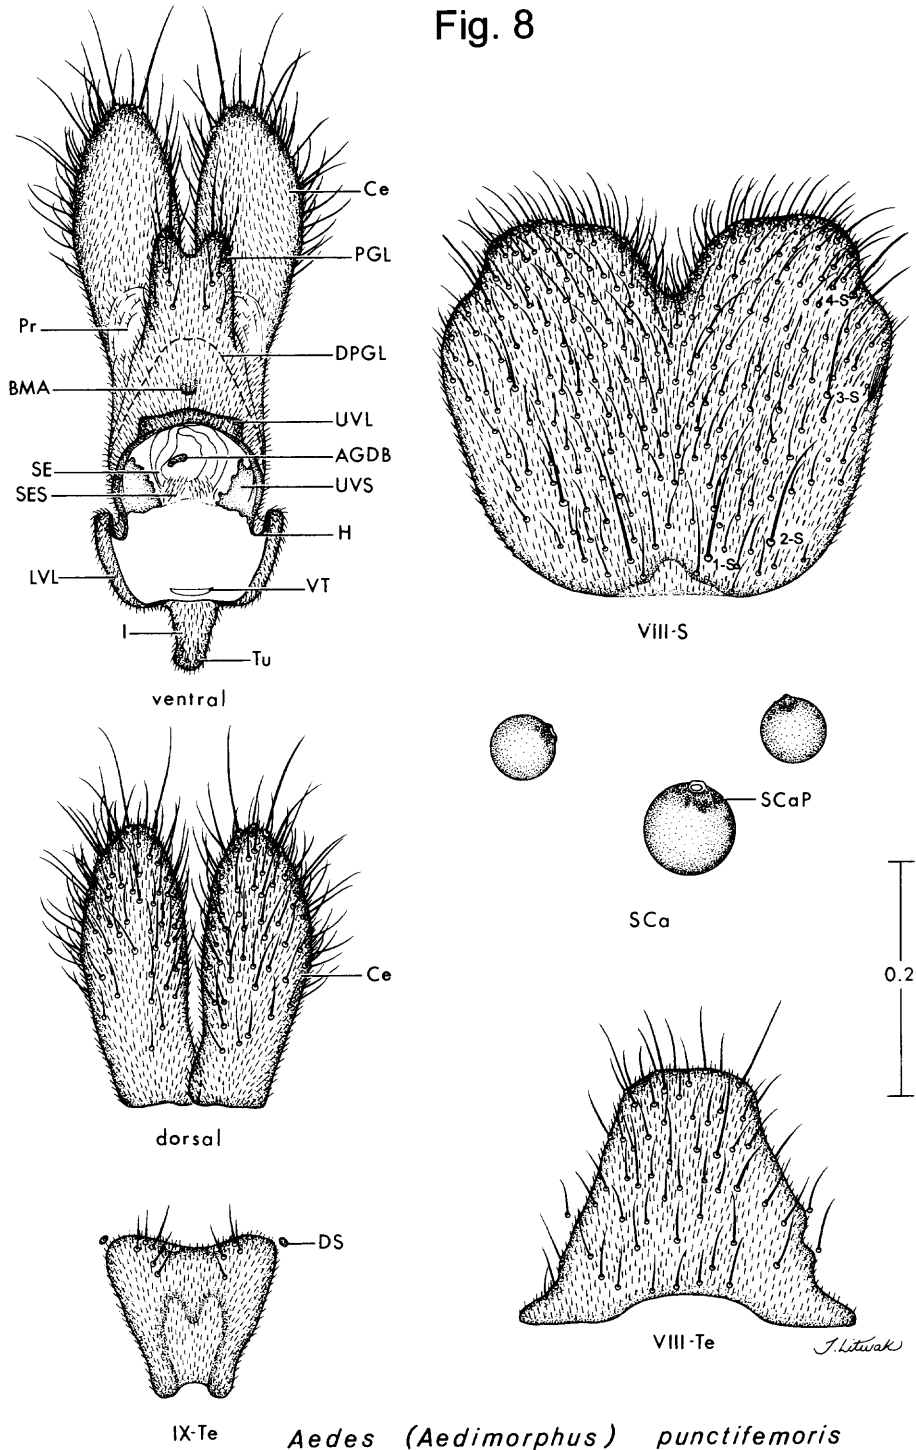 Fig. 8
Ce
PGL
Pr
DPGL
BMA
UVL
AGDB
SE
UVS
SES
H
LVL
VT
I
Tu
ventral
4-S
3-S
2-S
1-S
VIII-S
SCaP
SCa
0.2
Ce
dorsal
DS
IX-Te
VIII-Te
J. Litwak
Aedes (Aedimorphus) punctifemoris